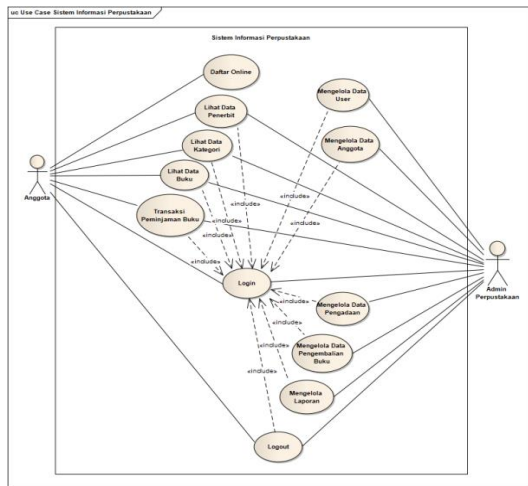 uc Use Case Sistem Informasi Perpustakaan
Sistem Informasi Perpustakaan
Daftar Online
Mengelola Data
User
Lihat Data
Penerbit
Lihat Data
Kategori
Mengelola Data
Anggota
Lihat Data
Buku
Anggota
Transaksi
Peminjaman Buku
«include»
«include»
«include»
«include»
«include»
«include»
Login
Admin
Perpustakaan
«include»
Mengelola Data
Pengadaan
«include»
«include»
Mengelola Data
Pengembalian
Buku
«include»
Mengelola
Laporan
Logout